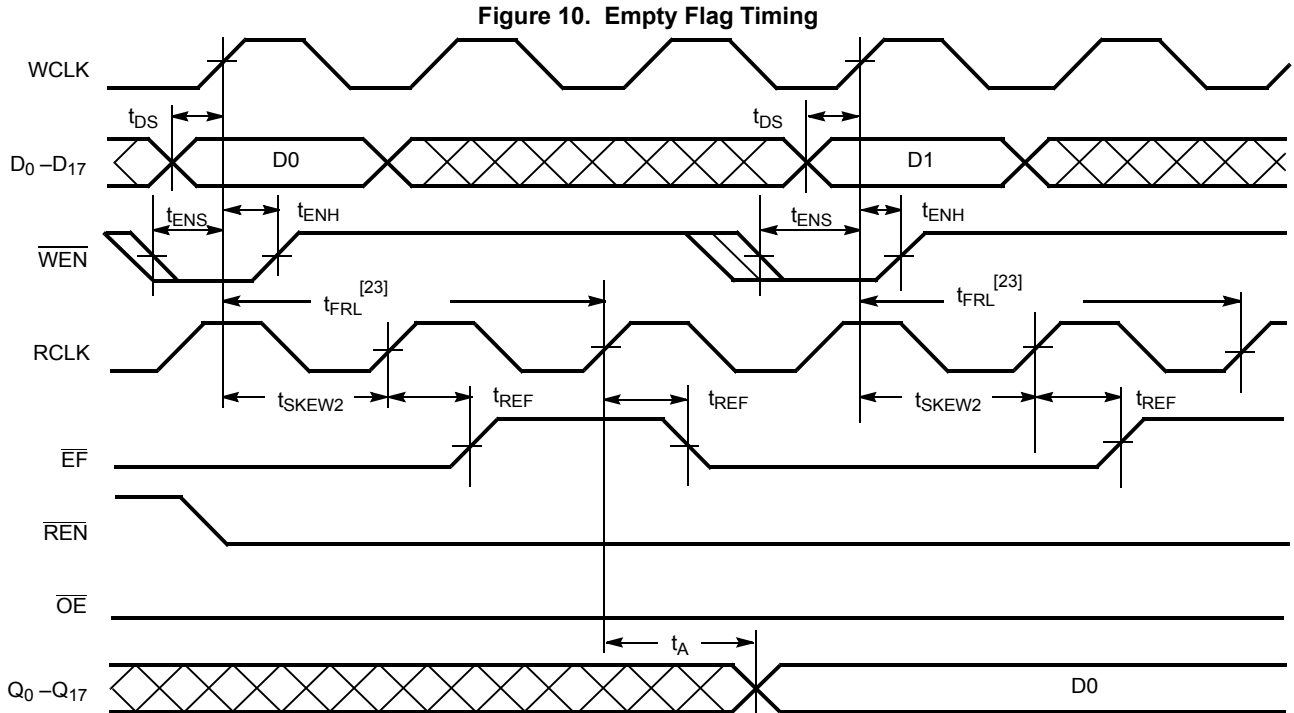 Figure 10. Empty Flag Timing
WCLK
tDS
tDS
D0 –D17
D0
D1
tENS
tENH
tENS
tENH
WEN
tFRL[23]
tFRL[23]
RCLK
tSKEW2
tREF
tREF
tSKEW2
tREF
EF
REN
OE
tA
Q0 –Q17
D0